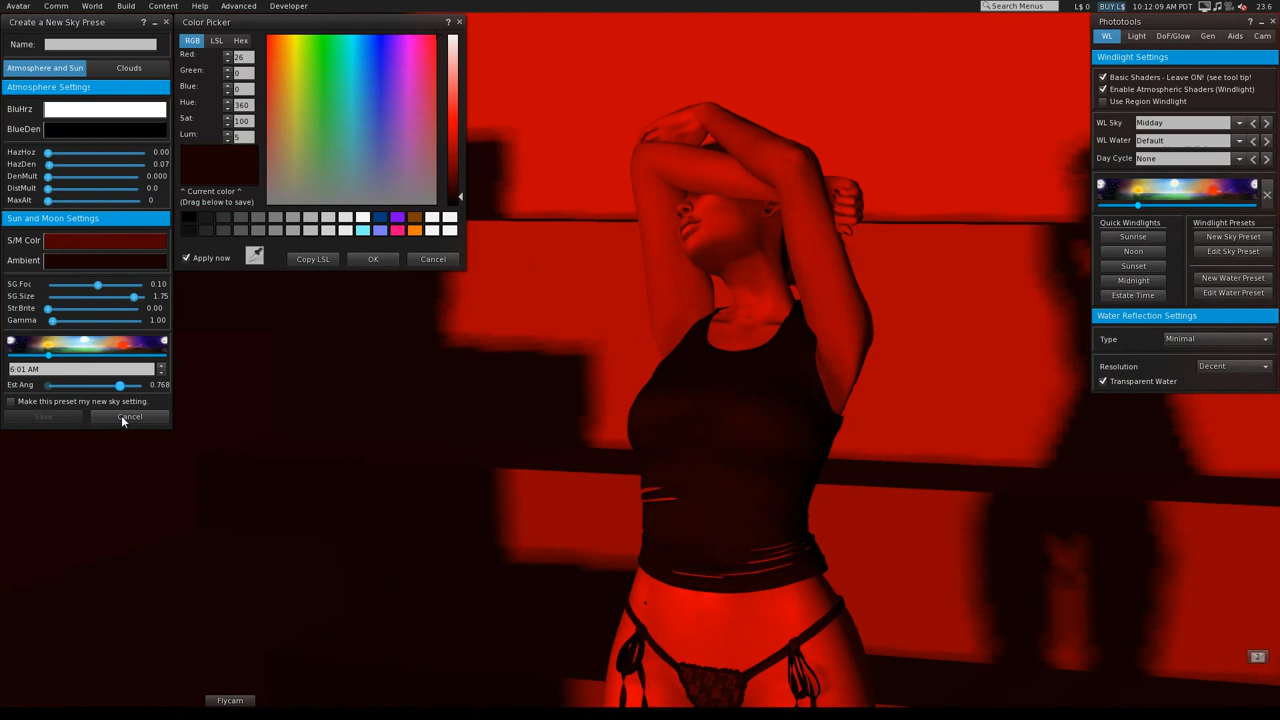 Avatar Comm World Build Content Help Advanced Developer
Search Menus L$ 0 BUY L$ 10:12:09 AM PDT 23.6
Create a New Sky Prese ? _ ×
Name:
Atmosphere and Sun Clouds
Atmosphere Settings
BluHrz
BlueDen
HazHoz 0.00
HazDen 0.07
DenMult 0.000
DistMult 0.0
MaxAlt 0
Sun and Moon Settings
S/M Colr
Ambient
SG.Foc 0.10
SG.Size 1.75
Str.Brite 0.00
Gamma 1.00
6:01 AM
Est Ang 0.768
Make this preset my new sky setting.
Save Cancel
Color Picker ? ×
RGB LSL Hex
Red: 26
Green: 0
Blue: 0
Hue: 360
Sat: 100
Lum: 5
^ Current color ^
(Drag below to save)
Apply now
Copy LSL OK Cancel
Phototools ? _ ×
WL Light DoF/Glow Gen Aids Cam
Windlight Settings
Basic Shaders - Leave ON! (see tool tip!
Enable Atmospheric Shaders (Windlight)
Use Region Windlight
WL Sky Midday
WL Water Default
Day Cycle None
Quick Windlights Windlight Presets
Sunrise New Sky Preset
Noon Edit Sky Preset
Sunset
Midnight New Water Preset
Estate Time Edit Water Preset
Water Reflection Settings
Type Minimal
Resolution Decent
Transparent Water
Flycam